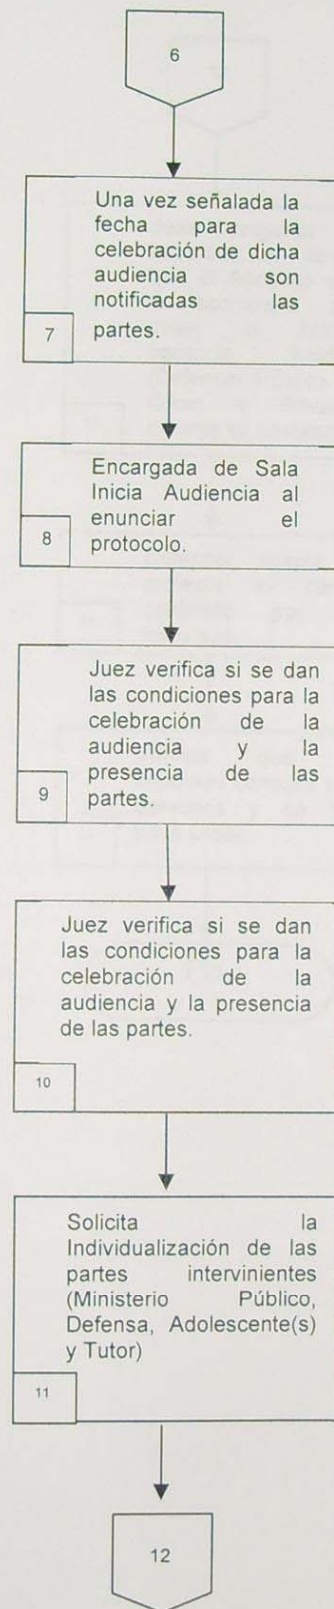 6
Una vez señalada la
fecha para la
celebración de dicha
audiencia son
notificadas las
partes.
7
Encargada de Sala
Inicia Audiencia al
enunciar el
protocolo.
8
Juez verifica si se dan
las condiciones para la
celebración de la
audiencia y la
presencia de las
partes.
9
Juez verifica si se dan
las condiciones para la
celebración de la
audiencia y la presencia
de las partes.
10
Solicita la
Individualización de las
partes intervinientes
(Ministerio Público,
Defensa, Adolescente(s)
y Tutor)
11
12